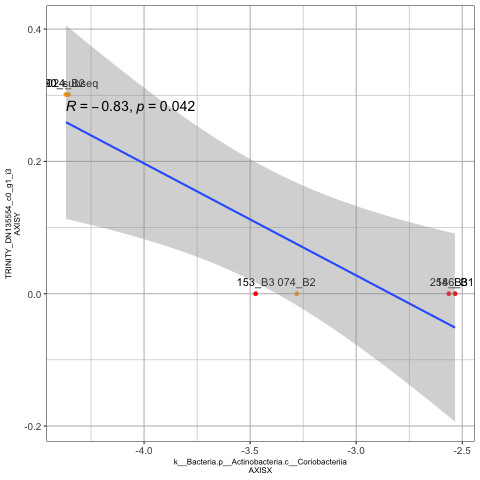 0.4
R = − 0.83, p = 0.042
0.2
153_B3 074_B2
0.0
-0.2
-4.0 -3.5 -3.0 -2.5
k__Bacteria.p__Actinobacteria.c__Coriobacteriia
AXISX
TRINITY_DN135554_c0_g1_i3
AXISY